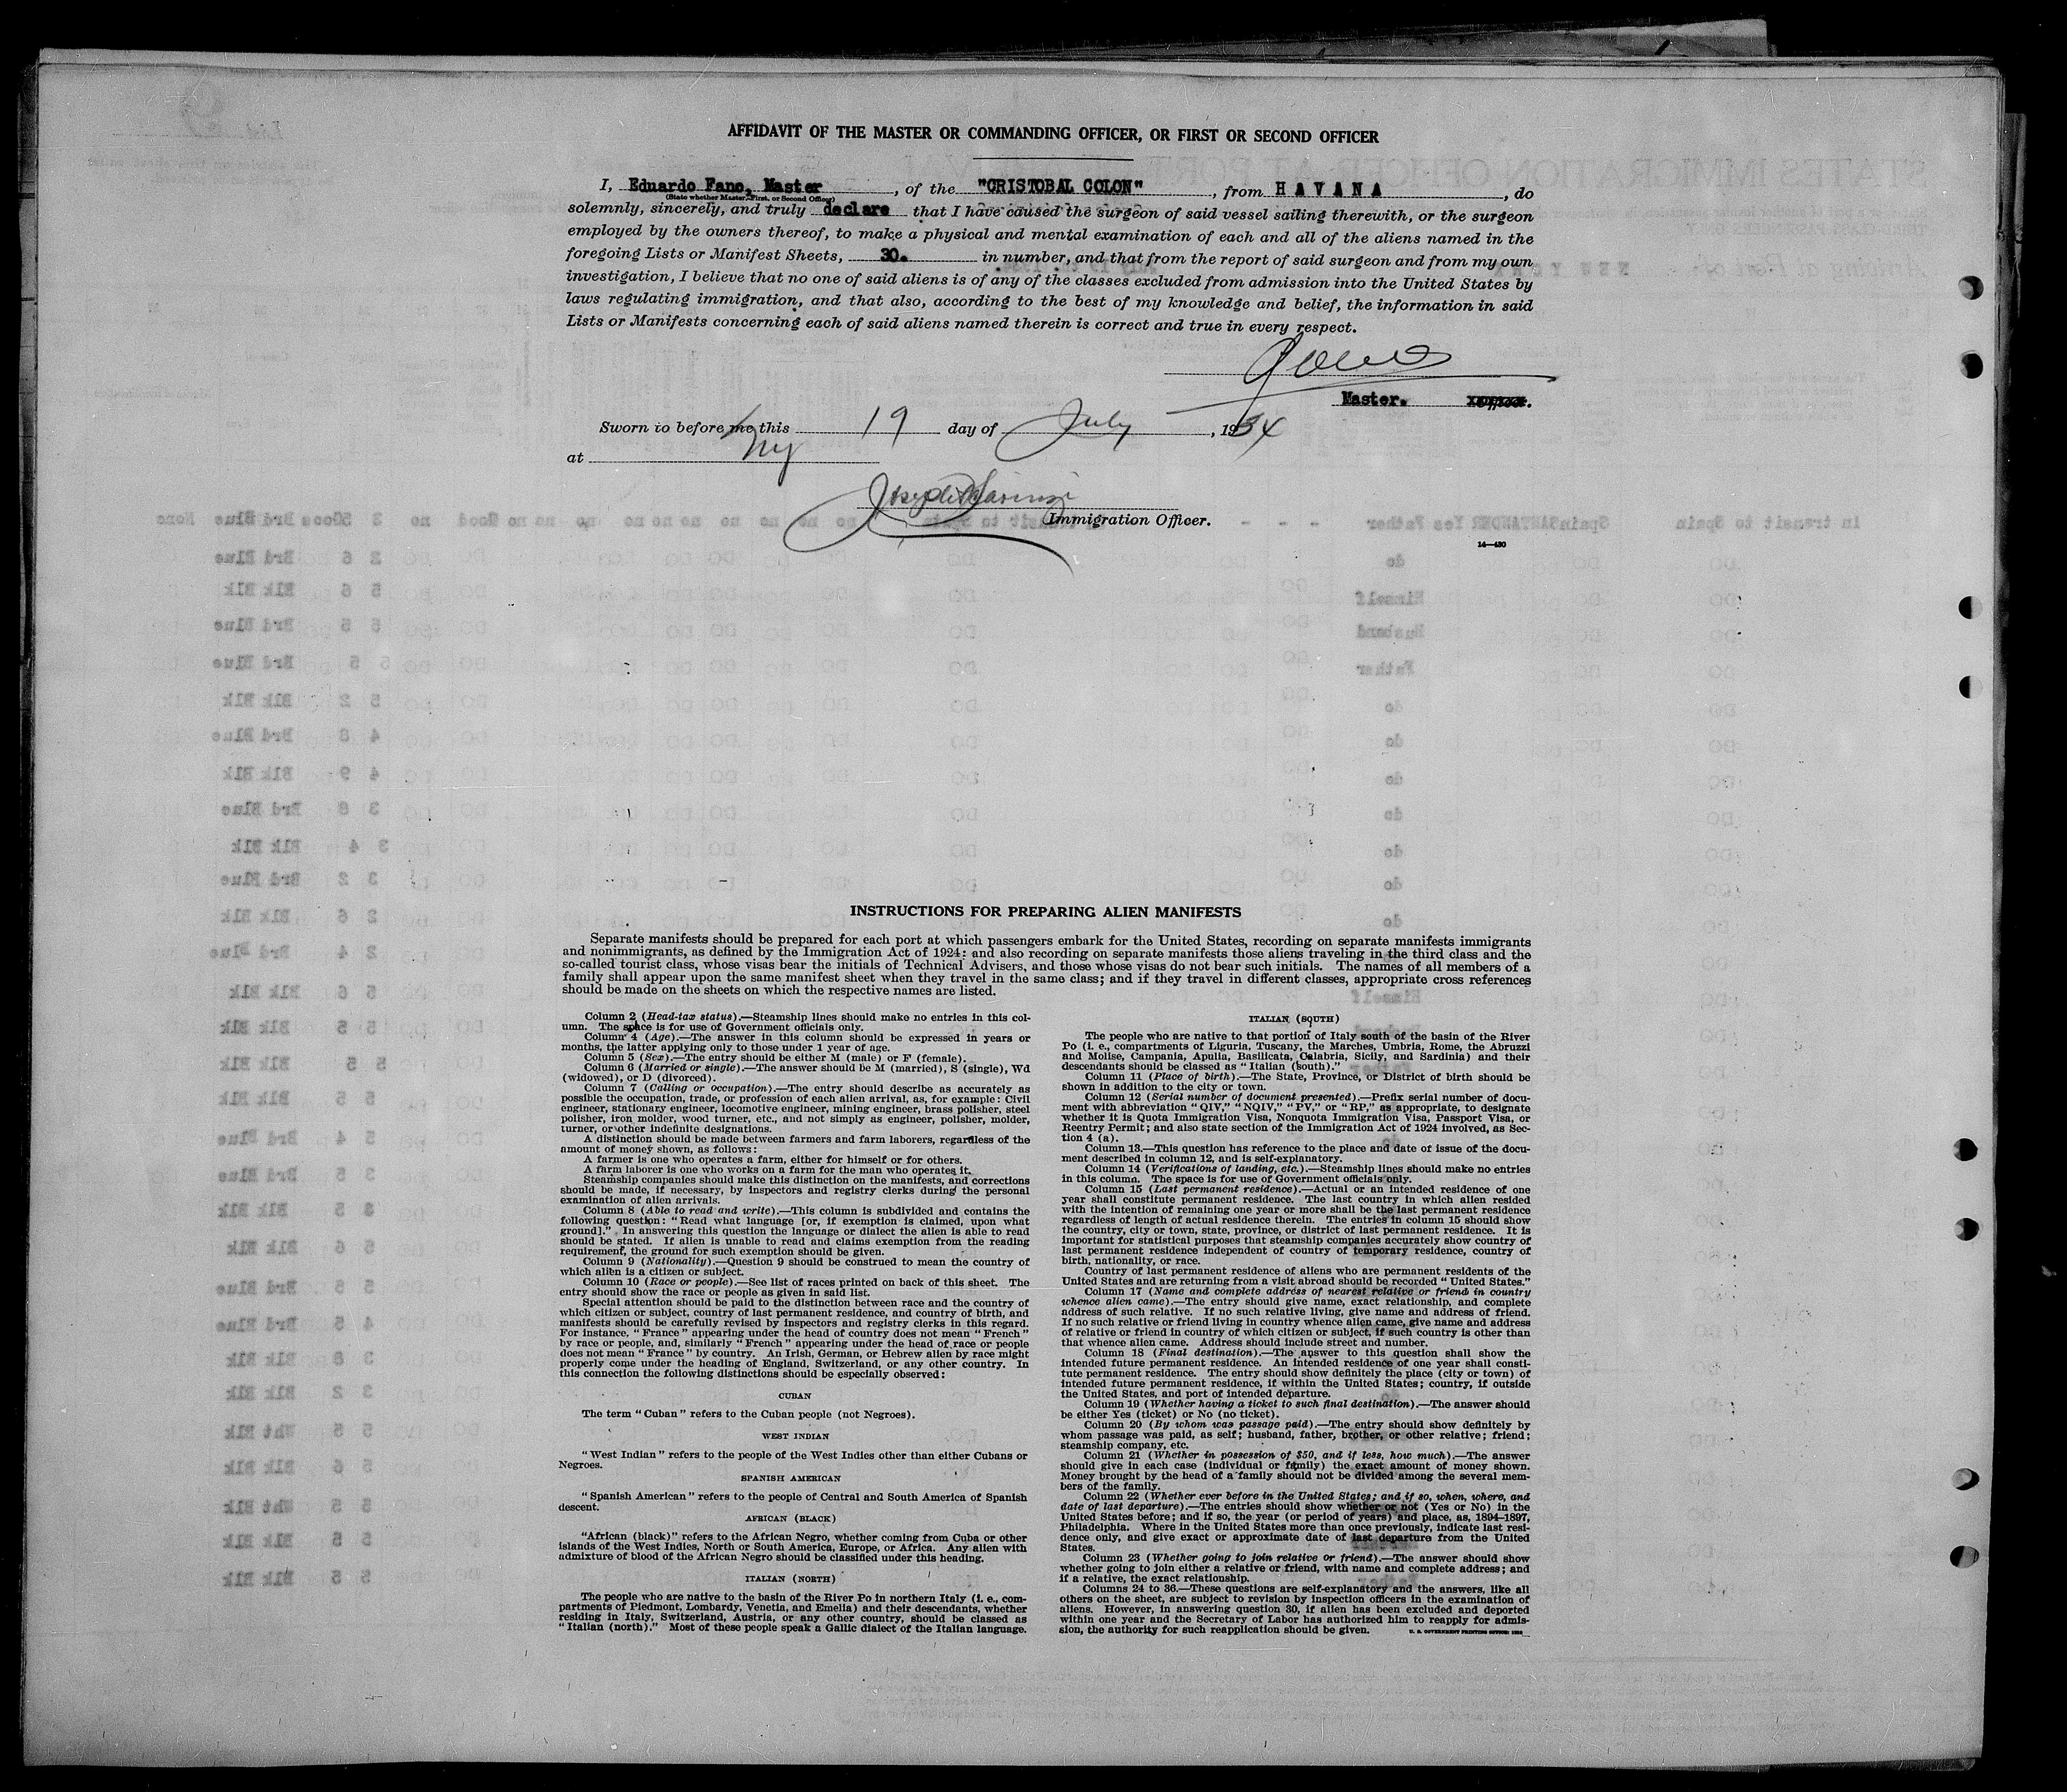 AFFIDAVIT OF THE MASTER OR COMMANDING OFFICER, OR FIRST OR SECOND OFFICER
I, Eduardo Fano, Master, of the "CRISTOBAL COLON", from HAVANA, do
(State whether Master, First, or Second Officer)
solemnly, sincerely, and truly declare that I have caused the surgeon of said vessel sailing therewith, or the surgeon
employed by the owners thereof, to make a physical and mental examination of each and all of the aliens named in the
foregoing Lists or Manifest Sheets, 30. in number, and that from the report of said surgeon and from my own
investigation, I believe that no one of said aliens is of any of the classes excluded from admission into the United States by
laws regulating immigration, and that also, according to the best of my knowledge and belief, the information in said
Lists or Manifests concerning each of said aliens named therein is correct and true in every respect.
Master.
Sworn to before me this 19 day of July, 1934
at NY
Immigration Officer.
14—430
INSTRUCTIONS FOR PREPARING ALIEN MANIFESTS
Separate manifests should be prepared for each port at which passengers embark for the United States, recording on separate manifests immigrants
and nonimmigrants, as defined by the Immigration Act of 1924; and also recording on separate manifests those aliens traveling in the third class and the
so-called tourist class, whose visas bear the initials of Technical Advisers, and those whose visas do not bear such initials. The names of all members of a
family shall appear upon the same manifest sheet when they travel in the same class; and if they travel in different classes, appropriate cross references
should be made on the sheets on which the respective names are listed.
Column 2 (Head-tax status).—Steamship lines should make no entries in this col-
umn. The space is for use of Government officials only.
Column 4 (Age).—The answer in this column should be expressed in years or
months, the latter applying only to those under 1 year of age.
Column 5 (Sex).—The entry should be either M (male) or F (female).
Column 6 (Married or single).—The answer should be M (married), S (single), Wd
(widowed), or D (divorced).
Column 7 (Calling or occupation).—The entry should describe as accurately as
possible the occupation, trade, or profession of each alien arrival, as, for example: Civil
engineer, stationary engineer, locomotive engineer, mining engineer, brass polisher, steel
polisher, iron molder, wood turner, etc., and not simply as engineer, polisher, molder,
turner, or other indefinite designations.
A distinction should be made between farmers and farm laborers, regardless of the
amount of money shown, as follows:
A farmer is one who operates a farm, either for himself or for others.
A farm laborer is one who works on a farm for the man who operates it.
Steamship companies should make this distinction on the manifests, and corrections
should be made, if necessary, by inspectors and registry clerks during the personal
examination of alien arrivals.
Column 8 (Able to read and write).—This column is subdivided and contains the
following question: "Read what language [or, if exemption is claimed, upon what
ground]." In answering this question the language or dialect the alien is able to read
should be stated. If alien is unable to read and claims exemption from the reading
requirement, the ground for such exemption should be given.
Column 9 (Nationality).—Question 9 should be construed to mean the country of
which alien is a citizen or subject.
Column 10 (Race or people).—See list of races printed on back of this sheet. The
entry should show the race or people as given in said list.
Special attention should be paid to the distinction between race and the country of
which citizen or subject, country of last permanent residence, and country of birth, and
manifests should be carefully revised by inspectors and registry clerks in this regard.
For instance, "France" appearing under the head of country does not mean "French"
by race or people, and, similarly "French" appearing under the head of race or people
does not mean "France" by country. An Irish, German, or Hebrew alien by race might
properly come under the heading of England, Switzerland, or any other country. In
this connection the following distinctions should be especially observed:
CUBAN
The term "Cuban" refers to the Cuban people (not Negroes).
WEST INDIAN
"West Indian" refers to the people of the West Indies other than either Cubans or
Negroes.
SPANISH AMERICAN
"Spanish American" refers to the people of Central and South America of Spanish
descent.
AFRICAN (BLACK)
"African (black)" refers to the African Negro, whether coming from Cuba or other
islands of the West Indies, North or South America, Europe, or Africa. Any alien with
admixture of blood of the African Negro should be classified under this heading.
ITALIAN (NORTH)
The people who are native to the basin of the River Po in northern Italy (i. e., com-
partments of Piedmont, Lombardy, Venetia, and Emelia) and their descendants, whether
residing in Italy, Switzerland, Austria, or any other country, should be classed as
"Italian (north)." Most of these people speak a Gallic dialect of the Italian language.
ITALIAN (SOUTH)
The people who are native to that portion of Italy south of the basin of the River
Po (i. e., compartments of Liguria, Tuscany, the Marches, Umbria, Rome, the Abruzzi
and Molise, Campania, Apulia, Basilicata, Calabria, Sicily, and Sardinia) and their
descendants should be classed as "Italian (south)."
Column 11 (Place of birth).—The State, Province, or District of birth should be
shown in addition to the city or town.
Column 12 (Serial number of document presented).—Prefix serial number of docu-
ment with abbreviation "QIV," "NQIV," "PV," or "RP," as appropriate, to designate
whether it is Quota Immigration Visa, Nonquota Immigration Visa, Passport Visa, or
Reentry Permit; and also state section of the Immigration Act of 1924 involved, as Sec-
tion 4 (a).
Column 13.—This question has reference to the place and date of issue of the docu-
ment described in column 12, and is self-explanatory.
Column 14 (Verifications of landing, etc.).—Steamship lines should make no entries
in this column. The space is for use of Government officials only.
Column 15 (Last permanent residence).—Actual or an intended residence of one
year shall constitute permanent residence. The last country in which alien resided
with the intention of remaining one year or more shall be the last permanent residence
regardless of length of actual residence therein. The entries in column 15 should show
the country, city or town, state, province, or district of last permanent residence. It is
important for statistical purposes that steamship companies accurately show country of
last permanent residence independent of country of temporary residence, country of
birth, nationality, or race.
Country of last permanent residence of aliens who are permanent residents of the
United States and are returning from a visit abroad should be recorded "United States."
Column 17 (Name and complete address of nearest relative or friend in country
whence alien came).—The entry should give name, exact relationship, and complete
address of such relative. If no such relative living, give name and address of friend.
If no such relative or friend living in country whence alien came, give name and address
of relative or friend in country of which citizen or subject, if such country is other than
that whence alien came. Address should include street and number.
Column 18 (Final destination).—The answer to this question shall show the
intended future permanent residence. An intended residence of one year shall consti-
tute permanent residence. The entry should show definitely the place (city or town) of
intended future permanent residence, if within the United States; country, if outside
the United States, and port of intended departure.
Column 19 (Whether having a ticket to such final destination).—The answer should
be either Yes (ticket) or No (no ticket).
Column 20 (By whom was passage paid).—The entry should show definitely by
whom passage was paid, as self; husband, father, brother, or other relative; friend;
steamship company, etc.
Column 21 (Whether in possession of $50, and if less, how much).—The answer
should give in each case (individual or family) the exact amount of money shown.
Money brought by the head of a family should not be divided among the several mem-
bers of the family.
Column 22 (Whether ever before in the United States; and if so, when, where, and
date of last departure).—The entries should show whether or not (Yes or No) in the
United States before; and if so, the year (or period of years) and place, as, 1894-1897,
Philadelphia. Where in the United States more than once previously, indicate last resi-
dence only, and give exact or approximate date of last departure from the United
States.
Column 23 (Whether going to join relative or friend).—The answer should show
whether going to join either a relative or friend, with name and complete address; and
if a relative, the exact relationship.
Columns 24 to 36.—These questions are self-explanatory and the answers, like all
others on the sheet, are subject to revision by inspection officers in the examination of
aliens. However, in answering question 30, if alien has been excluded and deported
within one year and the Secretary of Labor has authorized him to reapply for admis-
sion, the authority for such reapplication should be given.